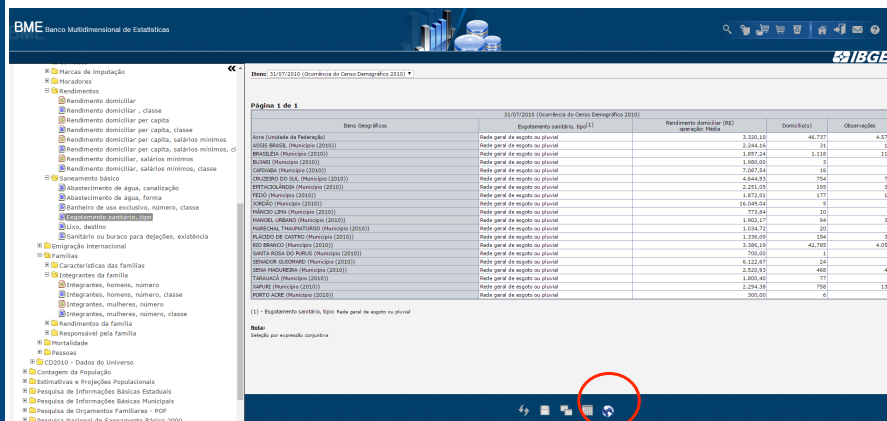 BME Banco Multidimensional de Estatísticas
IBGE
Marcas de imputação
Moradores
Rendimentos
Rendimento domiciliar
Rendimento domiciliar , classe
Rendimento domiciliar per capita
Rendimento domiciliar per capita, classe
Rendimento domiciliar per capita, salários mínimos
Rendimento domiciliar per capita, salários mínimos, cl
Rendimento domiciliar, salários mínimos
Rendimento domiciliar, salários mínimos, classe
Saneamento básico
Abastecimento de água, canalização
Abastecimento de água, forma
Banheiro de uso exclusivo, número, classe
Esgotamento sanitário, tipo
Lixo, destino
Sanitário ou buraco para dejeções, existência
Emigração internacional
Famílias
Características das famílias
Integrantes da família
Integrantes, homens, número
Integrantes, homens, número, classe
Integrantes, mulheres, número
Integrantes, mulheres, número, classe
Rendimentos da família
Responsável pela família
Mortalidade
Pessoas
CD2010 - Dados do Universo
Contagem da População
Estimativas e Projeções Populacionais
Pesquisa de Informações Básicas Estaduais
Pesquisa de Informações Básicas Municipais
Pesquisa de Orçamentos Familiares - POF
Pesquisa Nacional de Saneamento Básico 2000
Item: 31/07/2010 (Ocorrência do Censo Demográfico 2010)
Página 1 de 1
31/07/2010 (Ocorrência do Censo Demográfico 2010)
Itens Geográficos Esgotamento sanitário, tipo(1) Rendimento domiciliar (R$) operação: Média Domicílio(s) Observações
Acre (Unidade da Federação) Rede geral de esgoto ou pluvial 3.320,10 46.737 4.57
ASSIS BRASIL (Município (2010)) Rede geral de esgoto ou pluvial 2.244,16 31 1
BRASILÉIA (Município (2010)) Rede geral de esgoto ou pluvial 1.857,24 1.118 11
BUJARI (Município (2010)) Rede geral de esgoto ou pluvial 1.980,00 3
CAPIXABA (Município (2010)) Rede geral de esgoto ou pluvial 7.087,54 16
CRUZEIRO DO SUL (Município (2010)) Rede geral de esgoto ou pluvial 4.644,93 754 7
EPITACIOLÂNDIA (Município (2010)) Rede geral de esgoto ou pluvial 2.251,05 195 3
FEIJÓ (Município (2010)) Rede geral de esgoto ou pluvial 1.872,01 177 1
JORDÃO (Município (2010)) Rede geral de esgoto ou pluvial 16.049,04 5
MÂNCIO LIMA (Município (2010)) Rede geral de esgoto ou pluvial 773,84 10
MANOEL URBANO (Município (2010)) Rede geral de esgoto ou pluvial 1.902,17 94 3
MARECHAL THAUMATURGO (Município (2010)) Rede geral de esgoto ou pluvial 1.034,72 20
PLÁCIDO DE CASTRO (Município (2010)) Rede geral de esgoto ou pluvial 1.336,09 194 3
RIO BRANCO (Município (2010)) Rede geral de esgoto ou pluvial 3.386,19 42.785 4.05
SANTA ROSA DO PURUS (Município (2010)) Rede geral de esgoto ou pluvial 700,00 1
SENADOR GUIOMARD (Município (2010)) Rede geral de esgoto ou pluvial 6.122,67 24
SENA MADUREIRA (Município (2010)) Rede geral de esgoto ou pluvial 2.520,93 468 4
TARAUACÁ (Município (2010)) Rede geral de esgoto ou pluvial 1.800,40 77
XAPURI (Município (2010)) Rede geral de esgoto ou pluvial 2.294,38 758 13
PORTO ACRE (Município (2010)) Rede geral de esgoto ou pluvial 300,00 6
(1) - Esgotamento sanitário, tipo: Rede geral de esgoto ou pluvial
Nota:
Seleção por expressão conjuntiva